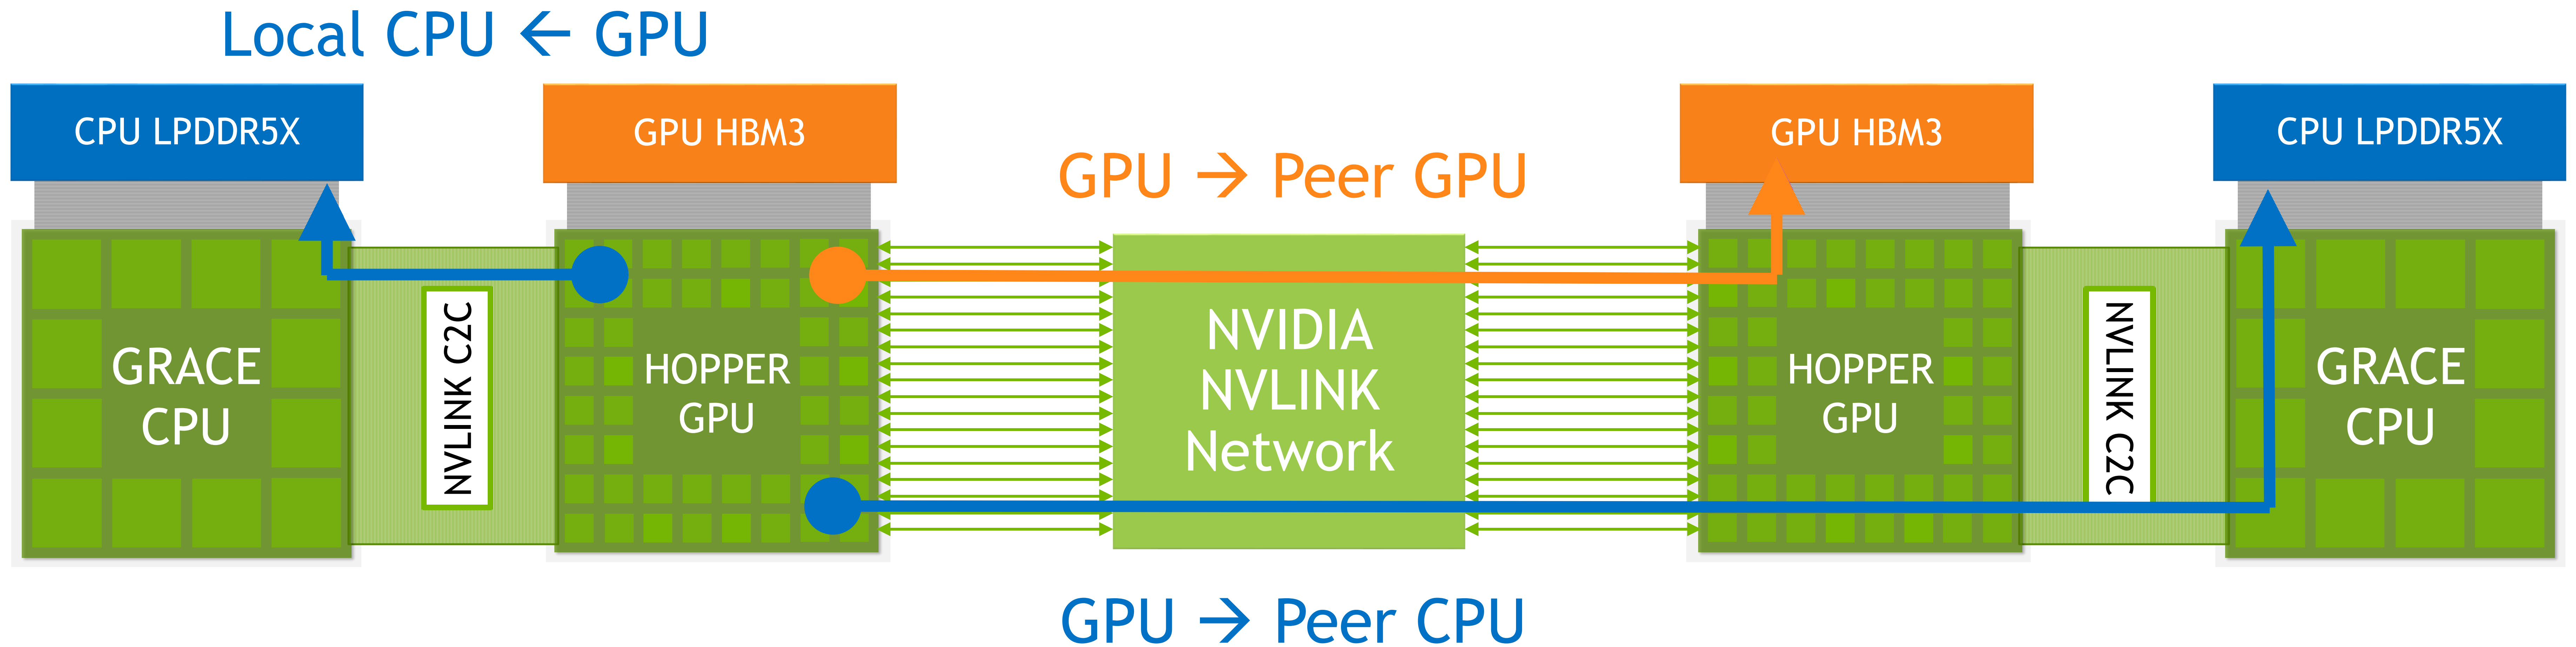 Local CPU ← GPU
CPU LPDDR5X
GPU HBM3
GPU → Peer GPU
GPU HBM3
CPU LPDDR5X
GRACE
CPU
NVLINK C2C
HOPPER
GPU
NVIDIA
NVLINK
Network
HOPPER
GPU
NVLINK C2C
GRACE
CPU
GPU → Peer CPU